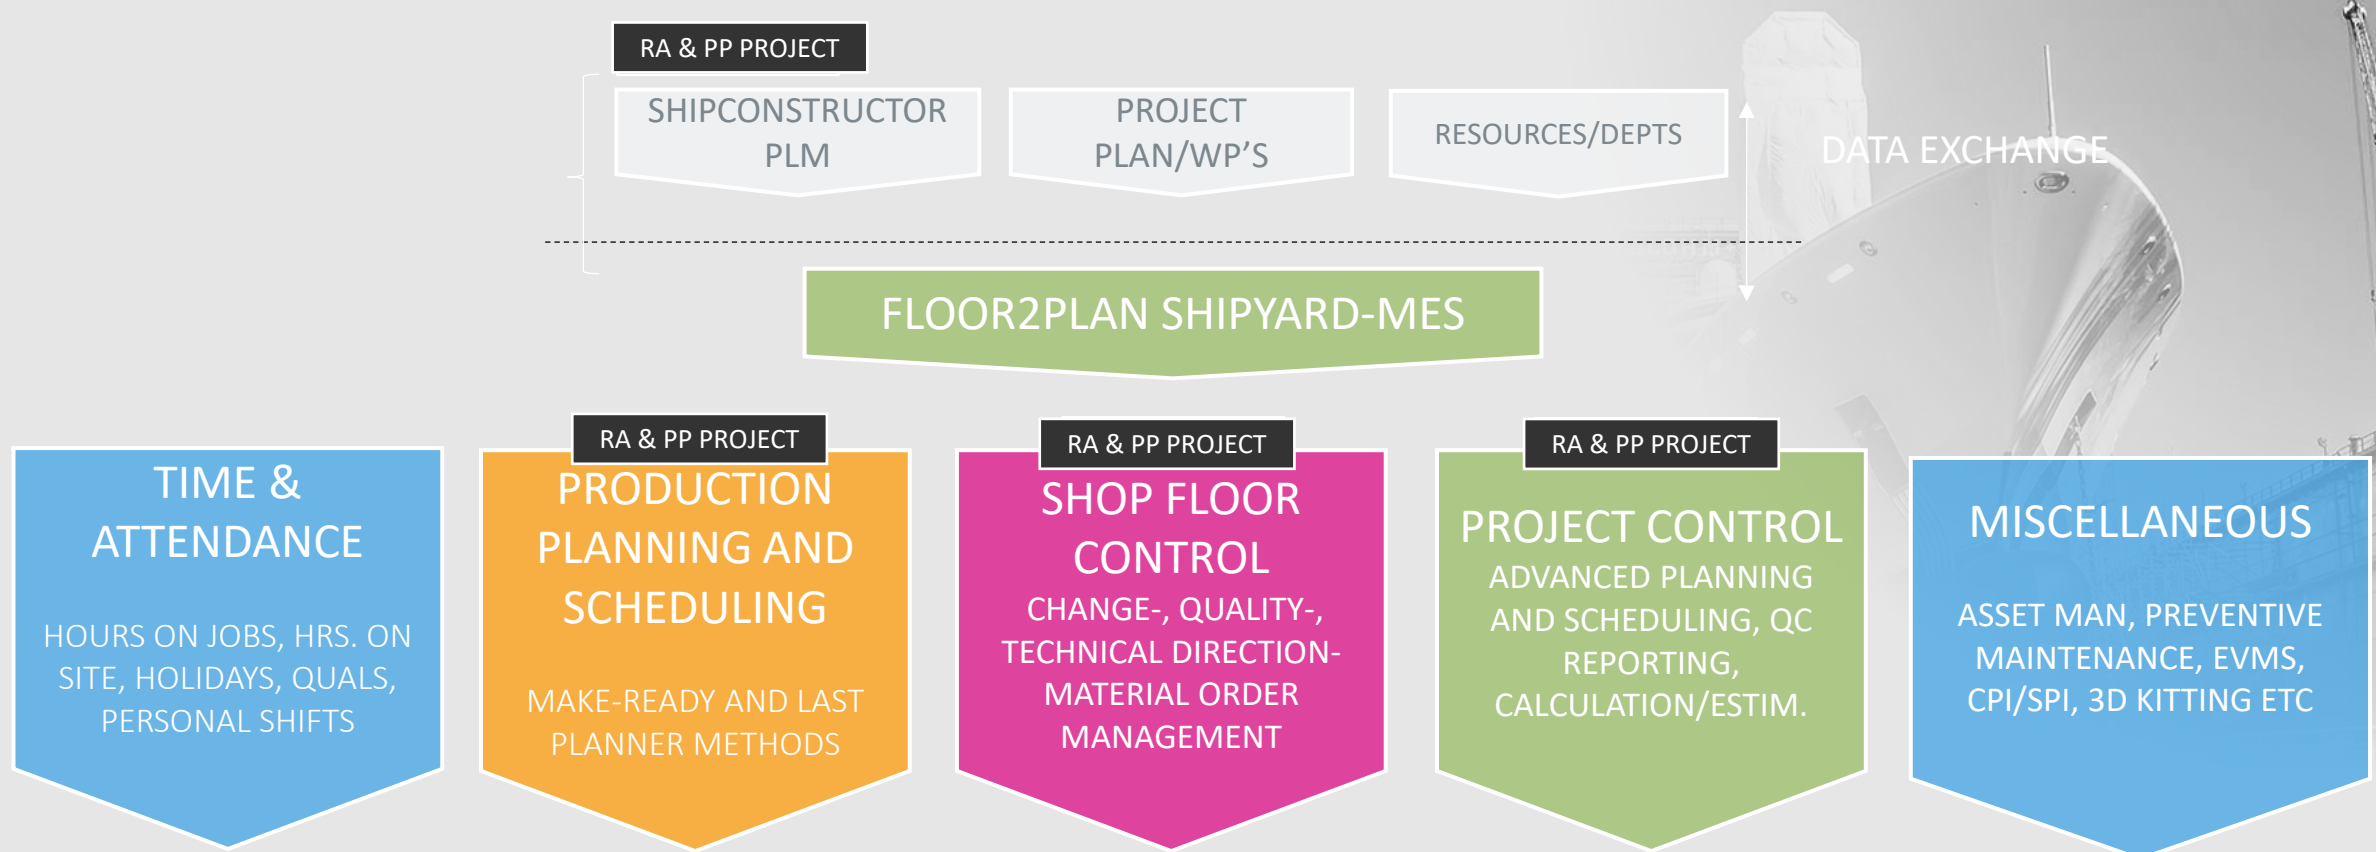 RA & PP PROJECT
SHIPCONSTRUCTOR
PLM
PROJECT
PLAN/WP'S
RESOURCES/DEPTS
DATA EXCHANGE
FLOOR2PLAN SHIPYARD-MES
TIME &
ATTENDANCE
HOURS ON JOBS, HRS. ON
SITE, HOLIDAYS, QUALS,
PERSONAL SHIFTS
RA & PP PROJECT
PRODUCTION
PLANNING AND
SCHEDULING
MAKE-READY AND LAST
PLANNER METHODS
RA & PP PROJECT
SHOP FLOOR
CONTROL
CHANGE-, QUALITY-,
TECHNICAL DIRECTION-
MATERIAL ORDER
MANAGEMENT
RA & PP PROJECT
PROJECT CONTROL
ADVANCED PLANNING
AND SCHEDULING, QC
REPORTING,
CALCULATION/ESTIM.
MISCELLANEOUS
ASSET MAN, PREVENTIVE
MAINTENANCE, EVMS,
CPI/SPI, 3D KITTING ETC